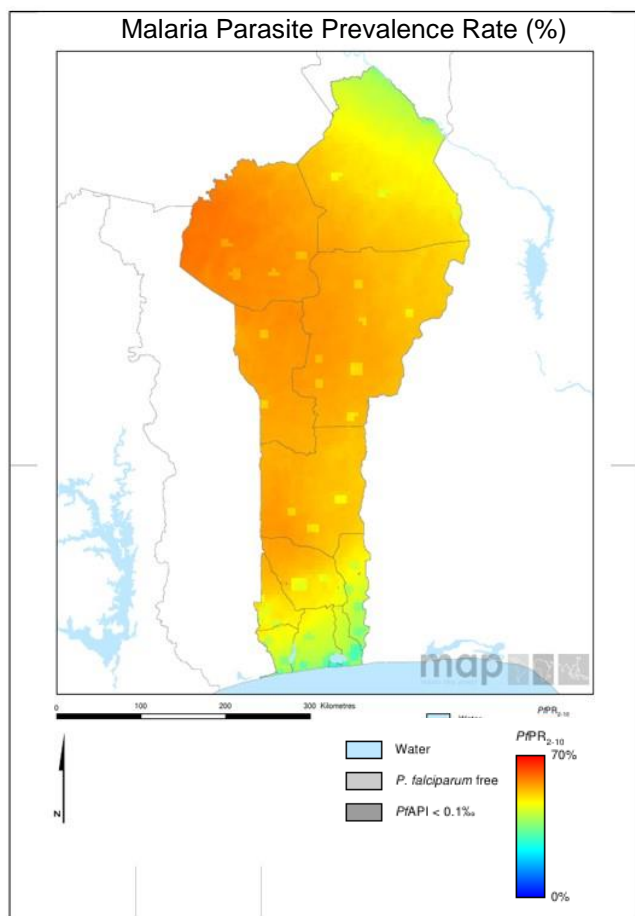 Malaria Parasite Prevalence Rate (%)
map
0 100 200 300 Kilometres
Water
PfPR2-10
PfPR2-10
Water
70%
P. falciparum free
PfAPI < 0.1‰
N
0%